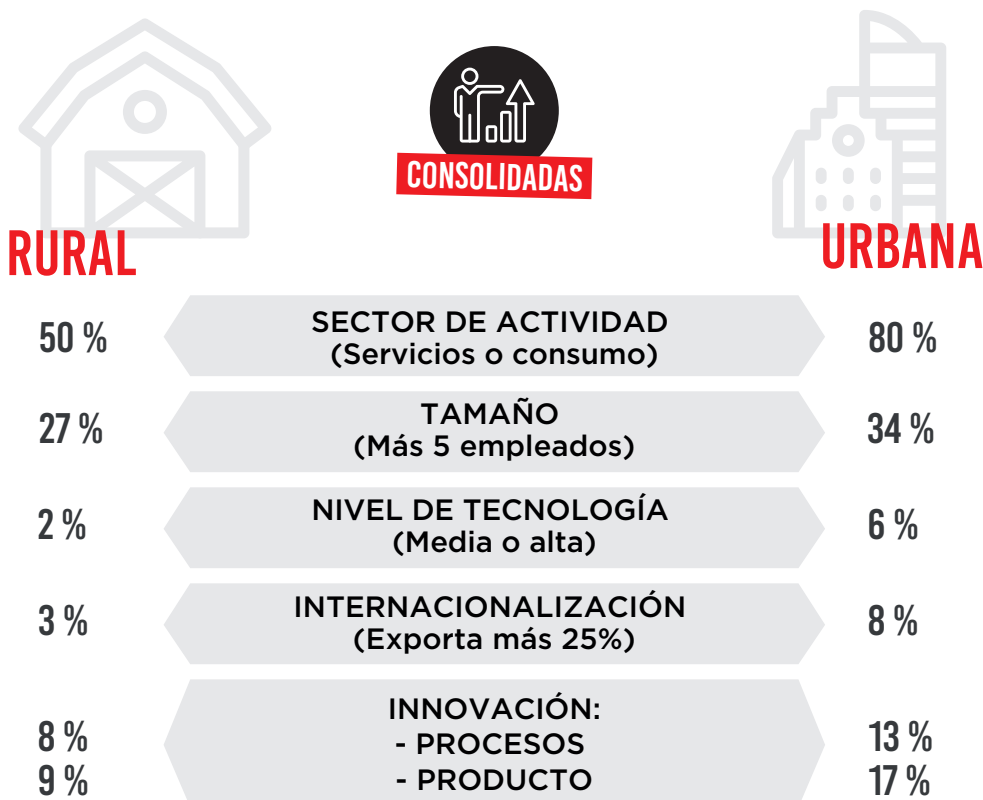 CONSOLIDADAS
RURAL
URBANA
50 %
SECTOR DE ACTIVIDAD
(Servicios o consumo)
80 %
27 %
TAMAÑO
(Más 5 empleados)
34 %
2 %
NIVEL DE TECNOLOGÍA
(Media o alta)
6 %
3 %
INTERNACIONALIZACIÓN
(Exporta más 25%)
8 %
INNOVACIÓN:
8 %
- PROCESOS
13 %
9 %
- PRODUCTO
17 %